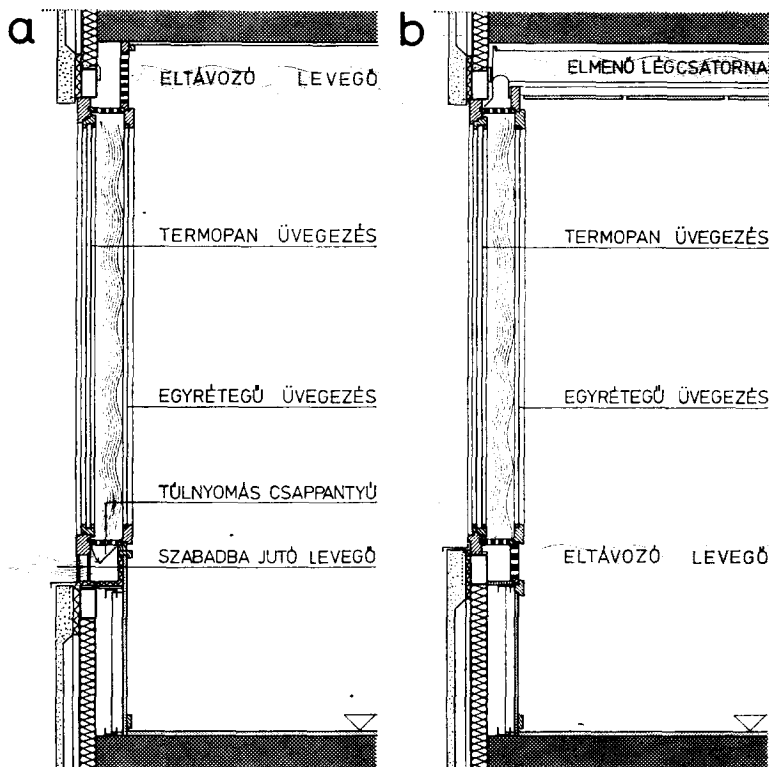 a
ELTÁVOZÓ LEVEGŐ
TERMOPAN ÜVEGEZÉS
EGYRÉTEGŰ ÜVEGEZÉS
TÚLNYOMÁS CSAPPANTYÚ
SZABADBA JUTÓ LEVEGŐ
b
ELMENŐ LÉGCSATORNA
TERMOPAN ÜVEGEZÉS
EGYRÉTEGŰ ÜVEGEZÉS
ELTÁVOZÓ LEVEGŐ